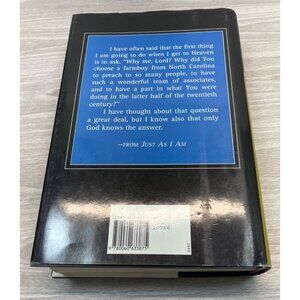 I have often said that the first thing
I am going to do when I get to Heaven
is to ask. "Why me, Lord? Why did You
choose a farmboy from North Carolina
to preach to so many people, to have
such a wonderful team of associates,
and to have a part in what You were
doing in the latter half of the twentieth
century?"
I have thought about that question
a great deal, but I know also that only
God knows the answer.
—FROM JUST AS I AM
9 780060 633875